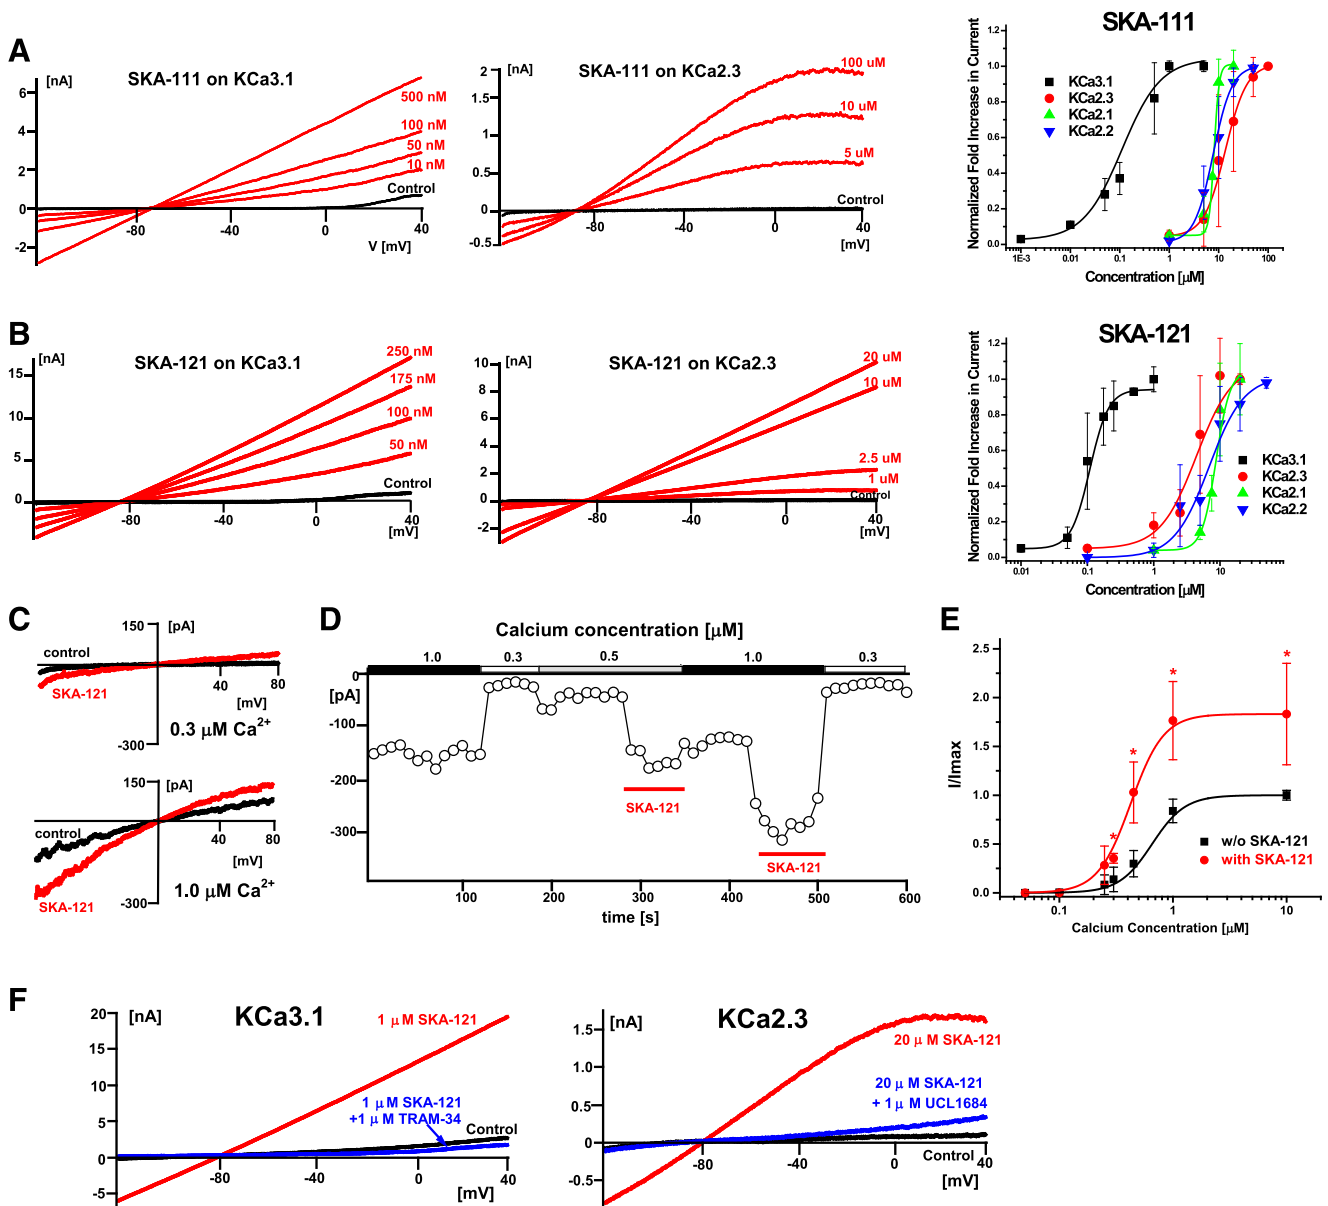 A
[nA]
SKA-111 on KCa3.1
6
4
2
0
-2
500 nM
100 nM
50 nM
10 nM
Control
-80
-40
0
40
V [mV]
2
[nA]
SKA-111 on KCa2.3
1.5
1
0.5
0
-0.5
100 uM
10 uM
5 uM
Control
-80
-40
0
40
[mV]
SKA-111
Normalized Fold Increase in Current
1.2
1.0
0.8
0.6
0.4
0.2
0.0
KCa3.1
KCa2.3
KCa2.1
KCa2.2
1E-3
0.01
0.1
1
10
100
Concentration [μM]
B
[nA]
SKA-121 on KCa3.1
15
10
5
0
250 nM
175 nM
100 nM
50 nM
Control
-80
-40
0
40
[mV]
10
[nA]
SKA-121 on KCa2.3
8
6
4
2
0
-2
20 uM
10 uM
2.5 uM
1 uM
Control
-80
-40
0
40
[mV]
SKA-121
Normalized Fold Increase in Current
1.2
1.0
0.8
0.6
0.4
0.2
0.0
KCa3.1
KCa2.3
KCa2.1
KCa2.2
0.01
0.1
1
10
Concentration [μM]
C
150
[pA]
control
SKA-121
40
80
[mV]
0.3 μM Ca2+
-300
150
[pA]
control
40
80
[mV]
SKA-121
1.0 μM Ca2+
-300
D
Calcium concentration [μM]
1.0
0.3
0.5
1.0
0.3
0
[pA]
-100
-200
-300
SKA-121
SKA-121
100
200
300
400
500
600
time [s]
E
I/Imax
2.5
2.0
1.5
1.0
0.5
0.0
*
*
*
*
w/o SKA-121
with SKA-121
0.1
1
10
Calcium Concentration [μM]
F
20
[nA]
KCa3.1
15
10
5
0
-5
1 μM SKA-121
1 μM SKA-121
+1 μM TRAM-34
Control
-80
-40
0
40
[mV]
[nA]
KCa2.3
1.5
1.0
0.5
0
-0.5
20 μM SKA-121
20 μM SKA-121
+ 1 μM UCL1684
Control
-80
-40
0
40
[mV]